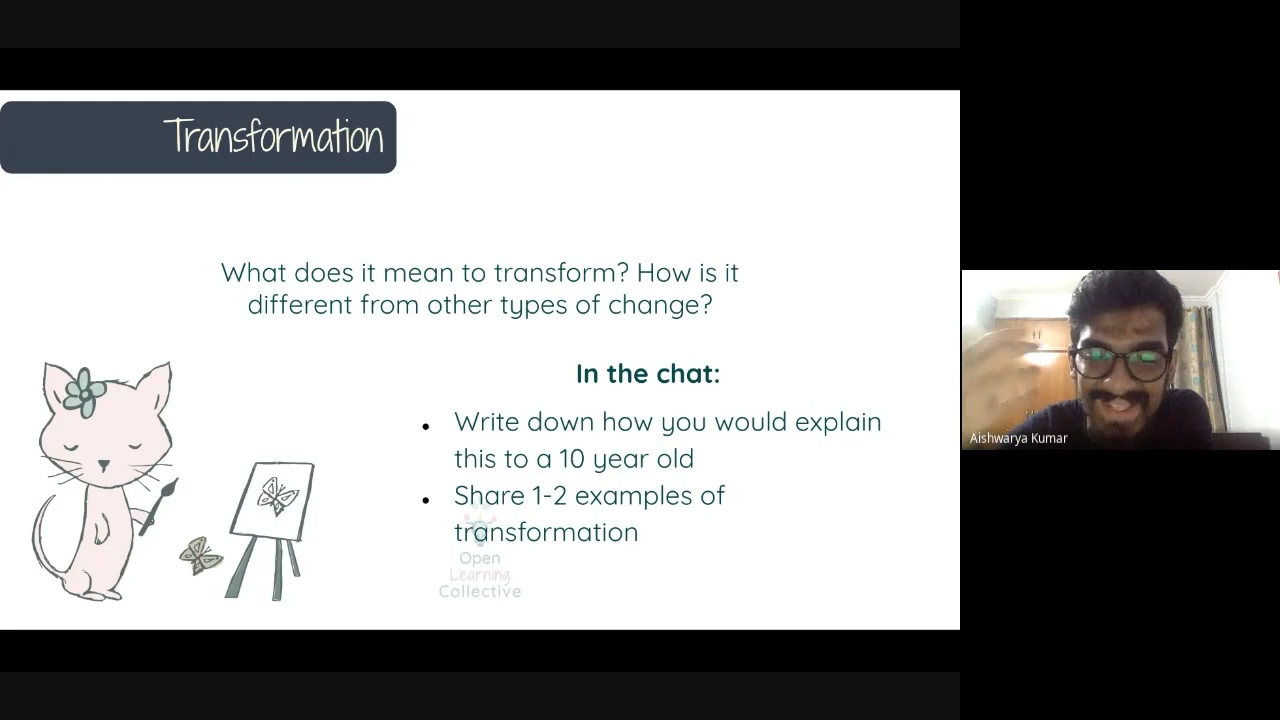 Transformation
What does it mean to transform? How is it
different from other types of change?
In the chat:
• Write down how you would explain
this to a 10 year old
• Share 1-2 examples of
transformation
Open
Learning
Collective
Aishwarya Kumar